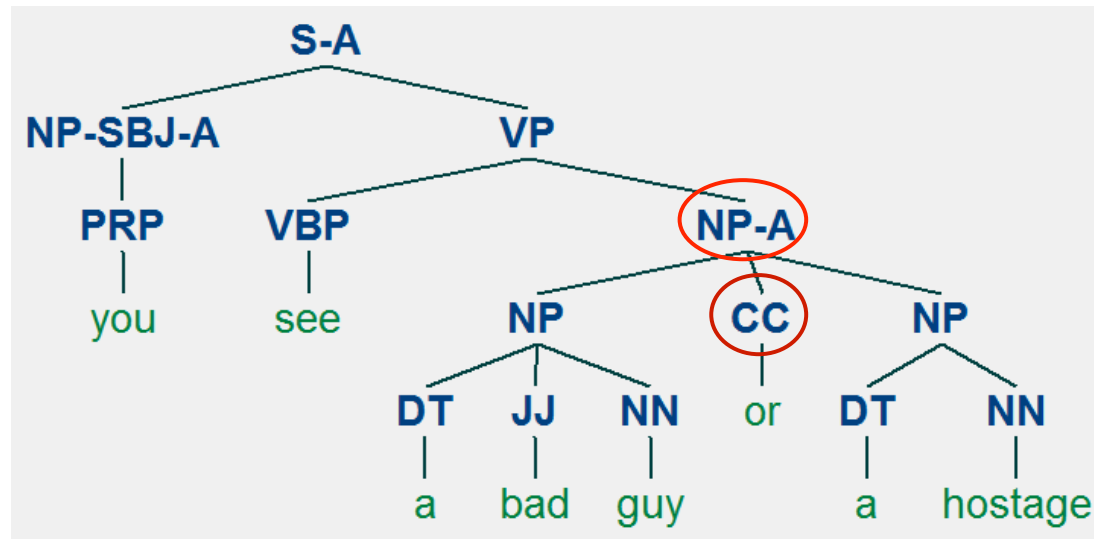 S-A
NP-SBJ-A VP
PRP VBP NP-A
you see NP CC NP
DT JJ NN or DT NN
a bad guy a hostage